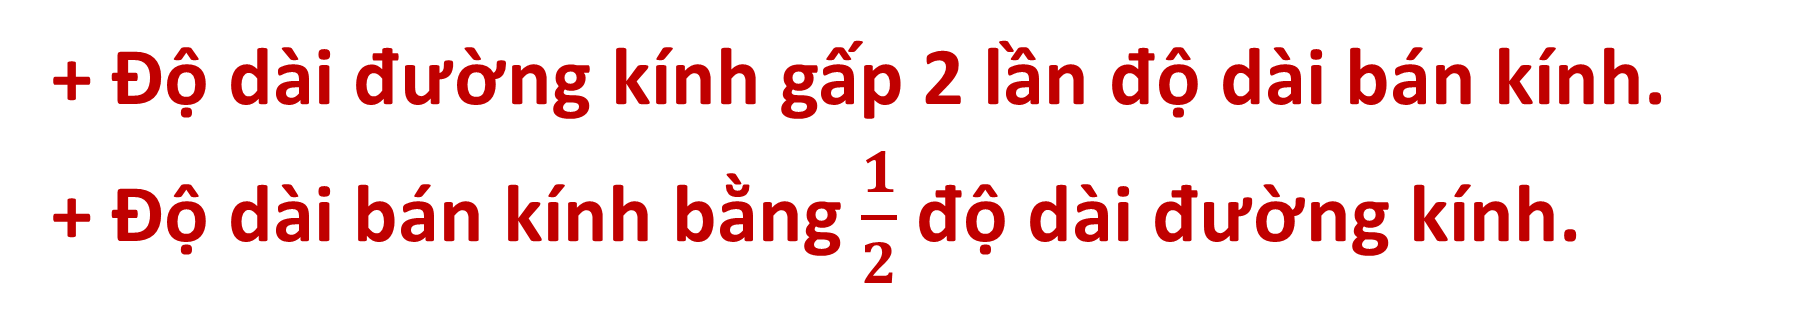 + Độ dài đường kính gấp 2 lần độ dài bán kính.
+ Độ dài bán kính bằng 1/2 độ dài đường kính.